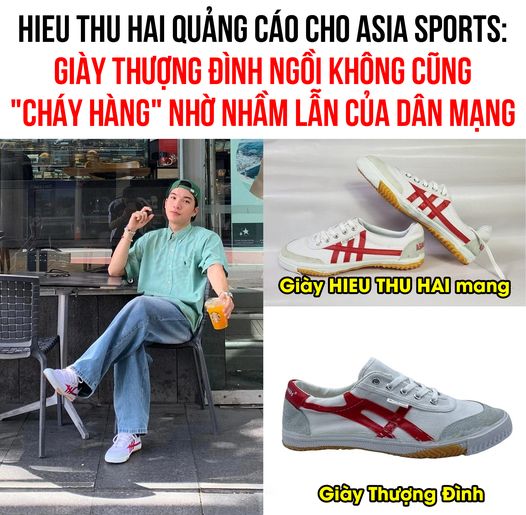 HIEU THU HAI QUẢNG CÁO CHO ASIA SPORTS:
GIÀY THƯỢNG ĐÌNH NGỒI KHÔNG CŨNG
"CHÁY HÀNG" NHỜ NHẦM LẪN CỦA DÂN MẠNG
Giày HIEU THU HAI mang
Giày Thượng Đình